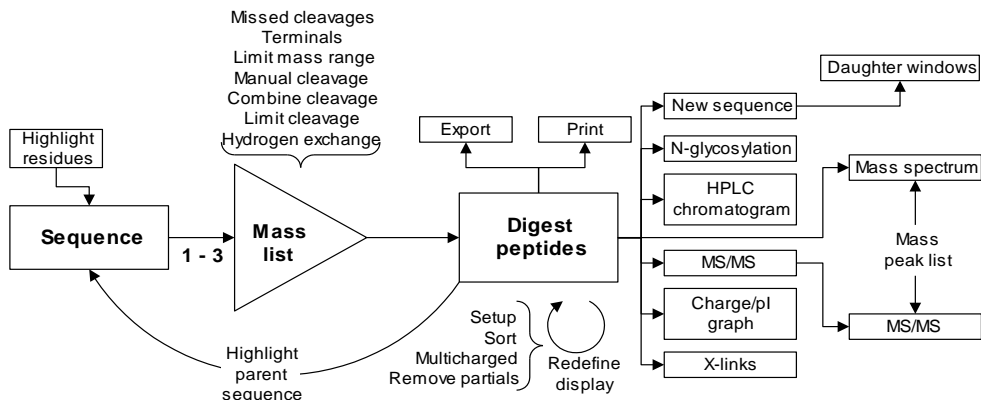 Missed cleavages
Terminals
Limit mass range
Manual cleavage
Combine cleavage
Limit cleavage
Hydrogen exchange
Highlight
residues
Sequence
1 - 3
Mass
list
Export
Print
Digest
peptides
Highlight
parent
sequence
Setup
Sort
Multicharged
Remove partials
Redefine
display
New sequence
Daughter windows
N-glycosylation
HPLC
chromatogram
MS/MS
Charge/pI
graph
X-links
Mass spectrum
Mass
peak list
MS/MS